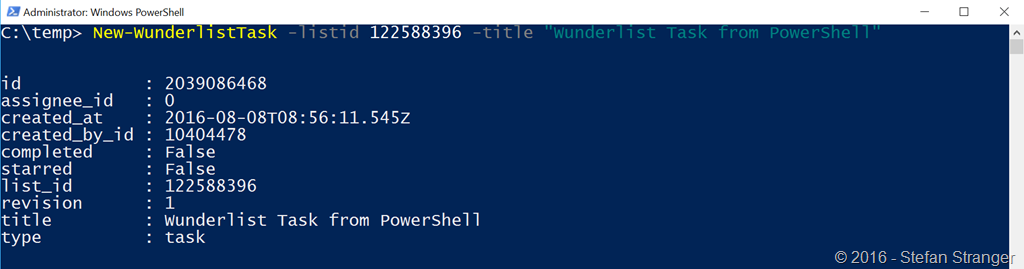 Administrator: Windows PowerShell
C:\temp> New-WunderlistTask -listid 122588396 -title "Wunderlist Task from PowerShell"
id : 2039086468
assignee_id : 0
created_at : 2016-08-08T08:56:11.545Z
created_by_id : 10404478
completed : False
starred : False
list_id : 122588396
revision : 1
title : Wunderlist Task from PowerShell
type : task
© 2016 - Stefan Stranger